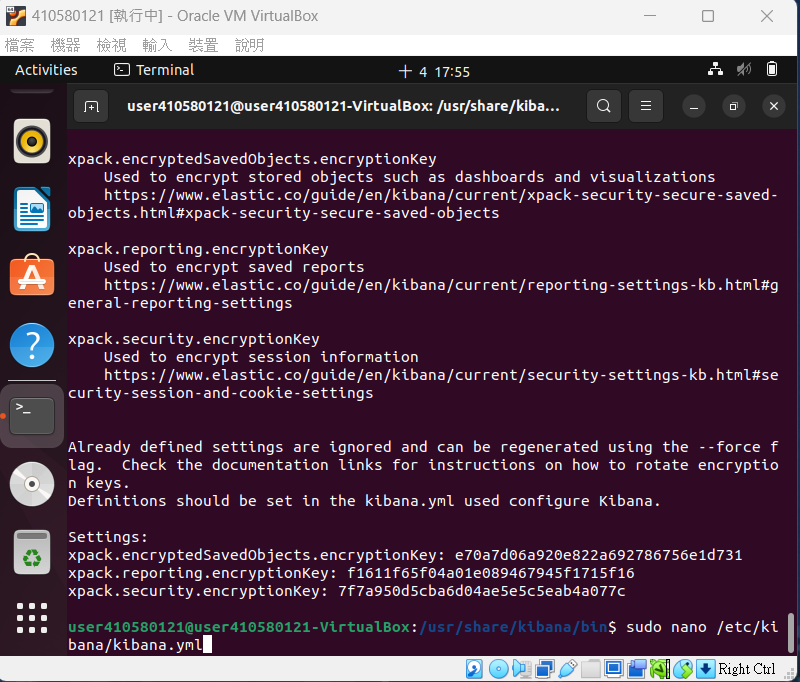 410580121 [執行中] - Oracle VM VirtualBox
檔案 機器 檢視 輸入 裝置 說明
Activities Terminal 十 4 17:55
user410580121@user410580121-VirtualBox: /usr/share/kiba...
xpack.encryptedSavedObjects.encryptionKey
Used to encrypt stored objects such as dashboards and visualizations
https://www.elastic.co/guide/en/kibana/current/xpack-security-secure-saved-
objects.html#xpack-security-secure-saved-objects
xpack.reporting.encryptionKey
Used to encrypt saved reports
https://www.elastic.co/guide/en/kibana/current/reporting-settings-kb.html#g
eneral-reporting-settings
xpack.security.encryptionKey
Used to encrypt session information
https://www.elastic.co/guide/en/kibana/current/security-settings-kb.html#se
curity-session-and-cookie-settings
Already defined settings are ignored and can be regenerated using the --force f
lag.  Check the documentation links for instructions on how to rotate encryptio
n keys.
Definitions should be set in the kibana.yml used configure Kibana.
Settings:
xpack.encryptedSavedObjects.encryptionKey: e70a7d06a920e822a692786756e1d731
xpack.reporting.encryptionKey: f1611f65f04a01e089467945f1715f16
xpack.security.encryptionKey: 7f7a950d5cba6d04ae5e5c5eab4a077c
user410580121@user410580121-VirtualBox:/usr/share/kibana/bin$ sudo nano /etc/ki
bana/kibana.yml
Right Ctrl